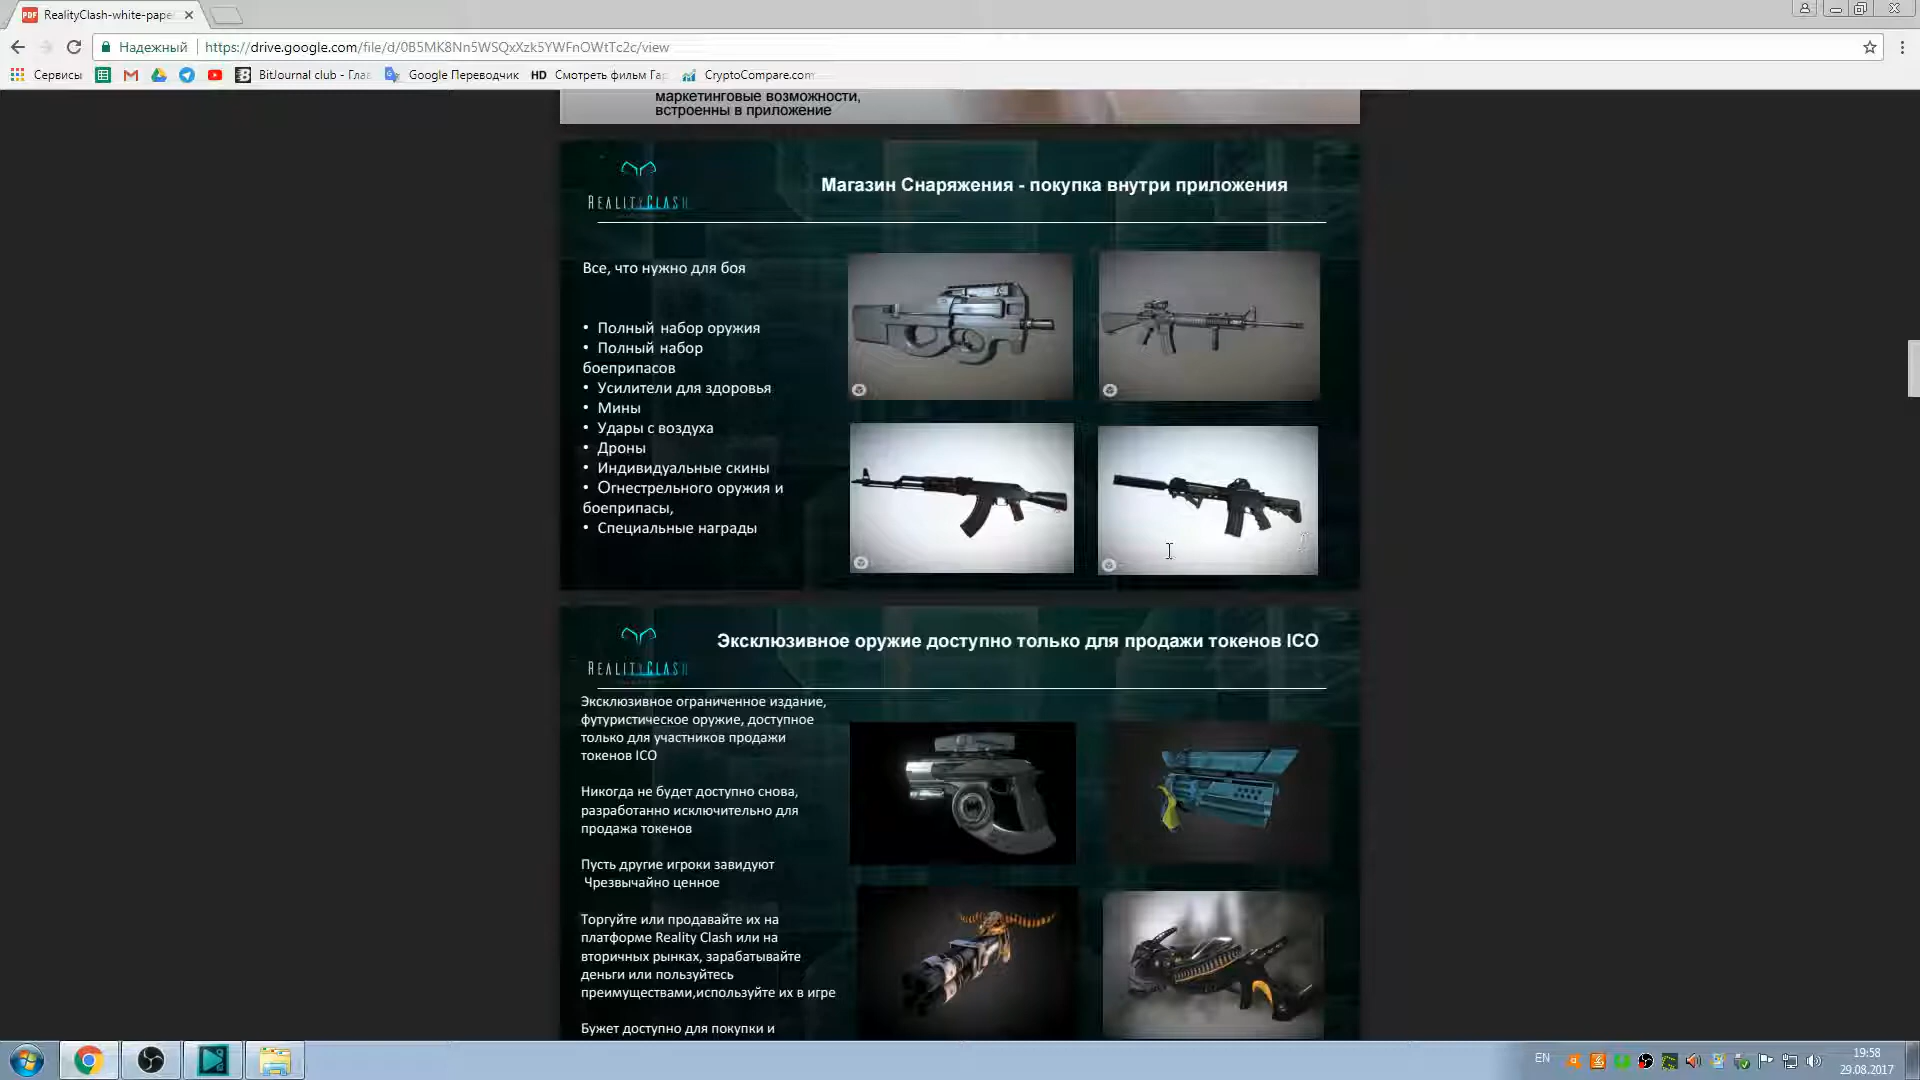 RealityClash-white-pape
Надежный
https://drive.google.com/file/d/0B5MK8Nn5WSQxXzk5YWFnOWtTc2c/view
Сервисы
BitJournal club - Гла
Google Переводчик
HD Смотреть фильм Га
CryptoCompare.com
маркетинговые возможности,
встроенны в приложение
REALITYCLASH
Магазин Снаряжения - покупка внутри приложения
Все, что нужно для боя
• Полный набор оружия
• Полный набор
боеприпасов
• Усилители для здоровья
• Мины
• Удары с воздуха
• Дроны
• Индивидуальные скины
• Огнестрельного оружия и
боеприпасы,
• Специальные награды
REALITYCLASH
Эксклюзивное оружие доступно только для продажи токенов ICO
Эксклюзивное ограниченное издание,
футуристическое оружие, доступное
только для участников продажи
токенов ICO
Никогда не будет доступно снова,
разработанно исключительно для
продажа токенов
Пусть другие игроки завидуют
Чрезвычайно ценное
Торгуйте или продавайте их на
платформе Reality Clash или на
вторичных рынках, зарабатывайте
деньги или пользуйтесь
преимуществами,используйте их в игре
Бужет доступно для покупки и
EN
19:58
29.08.2017